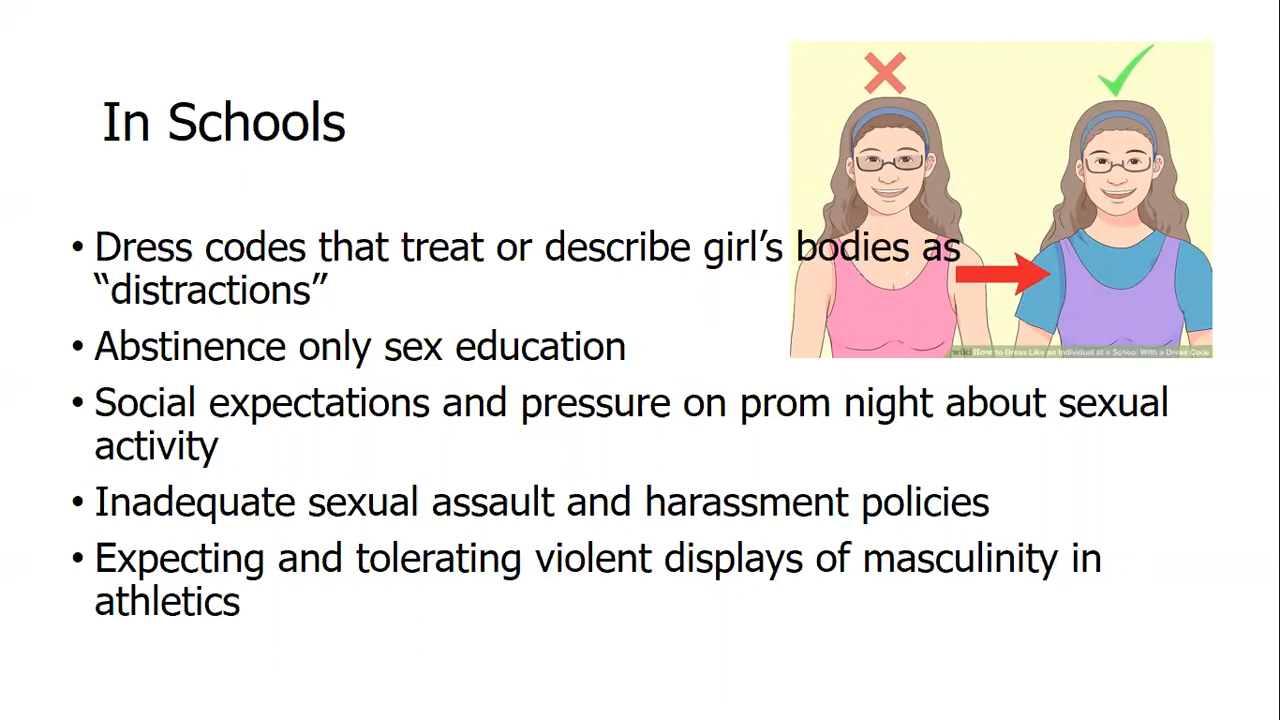 In Schools
• Dress codes that treat or describe girl’s bodies as
“distractions”
• Abstinence only sex education
• Social expectations and pressure on prom night about sexual
activity
• Inadequate sexual assault and harassment policies
• Expecting and tolerating violent displays of masculinity in
athletics
wikiHow to Dress Like an Individual at a School With a Dress Code